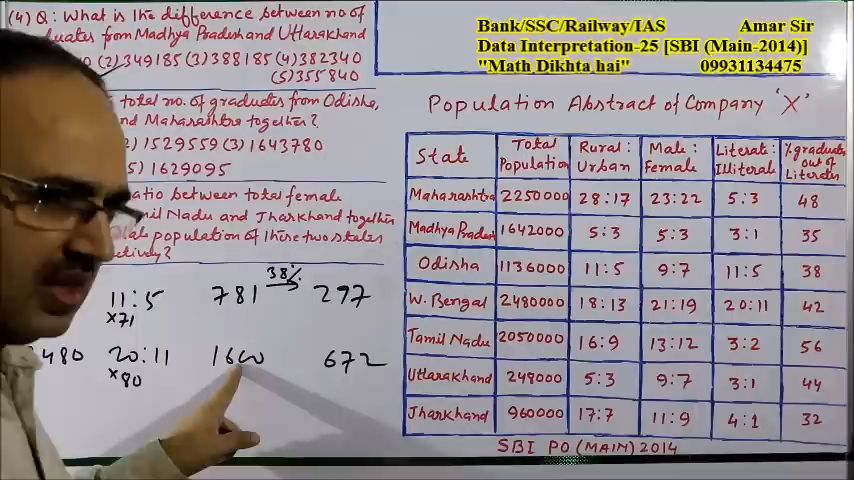 (4) Q: What is the difference between no of
uates from Madhya Pradesh and Uttarakhand
0 (2) 349185 (3) 388185 (4) 382340
(5) 355840
total no. of graduates from Odisha,
nd Maharashtra together?
) 1529559 (3) 1643780
5) 1629095
atio between total female
mil Nadu and Jharkhand together
population of these two states
ectively?
11:5 781 38% 297
×71
480 20:11 1600 672
×80
Bank/SSC/Railway/IAS Amar Sir
Data Interpretation-25 [SBI (Main-2014)]
"Math Dikhta hai" 09931134475
Population Abstract of Company 'X'
State Total Population Rural: Urban Male: Female Literate: Illiterate % graduates out of Literates
Maharashtra 2250000 28:17 23:22 5:3 48
Madhya Pradesh 1642000 5:3 5:3 3:1 35
Odisha 1136000 11:5 9:7 11:5 38
W. Bengal 2480000 18:13 21:19 20:11 42
Tamil Nadu 2050000 16:9 13:12 3:2 56
Uttarakhand 248000 5:3 9:7 3:1 44
Jharkhand 960000 17:7 11:9 4:1 32
SBI PO (MAIN) 2014